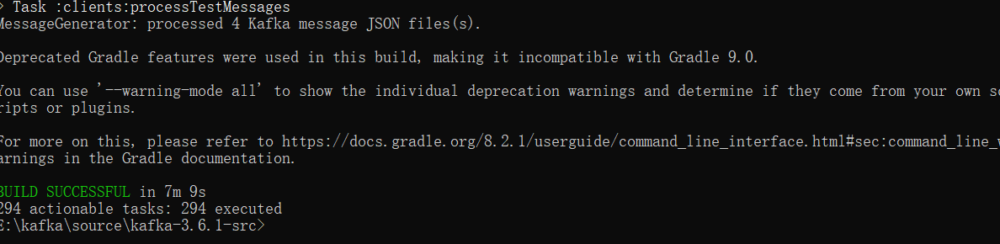 > Task :clients:processTestMessages
MessageGenerator: processed 4 Kafka message JSON files(s).
Deprecated Gradle features were used in this build, making it incompatible with Gradle 9.0.
You can use '--warning-mode all' to show the individual deprecation warnings and determine if they come from your own sc
ripts or plugins.
For more on this, please refer to https://docs.gradle.org/8.2.1/userguide/command_line_interface.html#sec:command_line_w
arnings in the Gradle documentation.
BUILD SUCCESSFUL in 7m 9s
294 actionable tasks: 294 executed
E:\kafka\source\kafka-3.6.1-src>